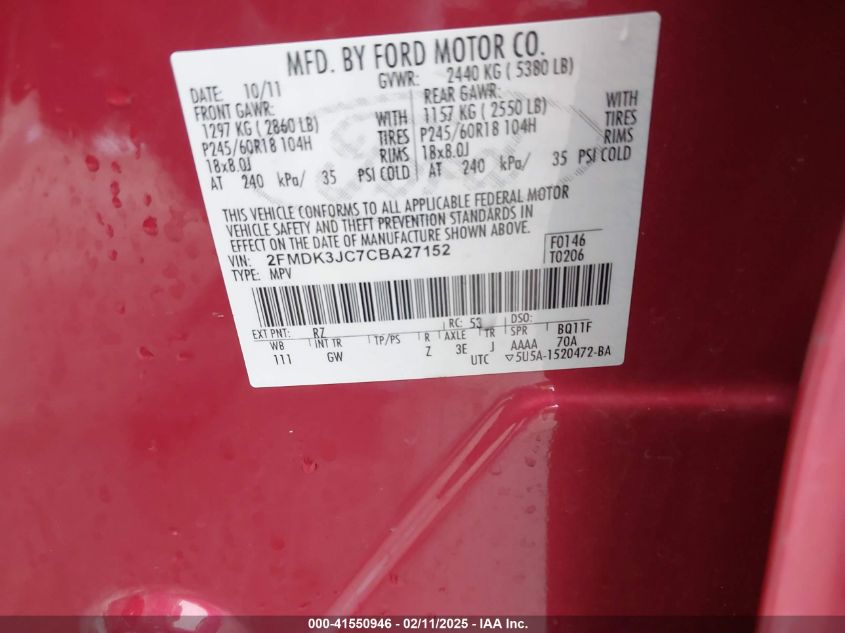 MFD. BY FORD MOTOR CO.
DATE: 10/11 GVWR: 2440 KG ( 5380 LB)
FRONT GAWR: REAR GAWR:
1297 KG ( 2860 LB) WITH 1157 KG ( 2550 LB) WITH
P245/60R18 104H TIRES P245/60R18 104H TIRES
18x8.0J RIMS 18x8.0J RIMS
AT 240 kPa/ 35 PSI COLD AT 240 kPa/ 35 PSI COLD
THIS VEHICLE CONFORMS TO ALL APPLICABLE FEDERAL MOTOR
VEHICLE SAFETY AND THEFT PREVENTION STANDARDS IN
EFFECT ON THE DATE OF MANUFACTURE SHOWN ABOVE.
VIN: 2FMDK3JC7CBA27152 F0146
TYPE: MPV T0206
EXT PNT: RZ RC: 53 DSO:
WB INT TR TP/PS R AXLE TR SPR BQ11F
111 GW Z 3E J AAAA 70A
UTC ▽5U5A-1520472-BA
000-41550946 - 02/11/2025 - IAA Inc.